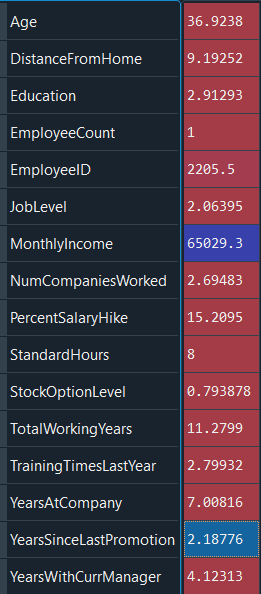 Age 36.9238
DistanceFromHome 9.19252
Education 2.91293
EmployeeCount 1
EmployeeID 2205.5
JobLevel 2.06395
MonthlyIncome 65029.3
NumCompaniesWorked 2.69483
PercentSalaryHike 15.2095
StandardHours 8
StockOptionLevel 0.793878
TotalWorkingYears 11.2799
TrainingTimesLastYear 2.79932
YearsAtCompany 7.00816
YearsSinceLastPromotion 2.18776
YearsWithCurrManager 4.12313